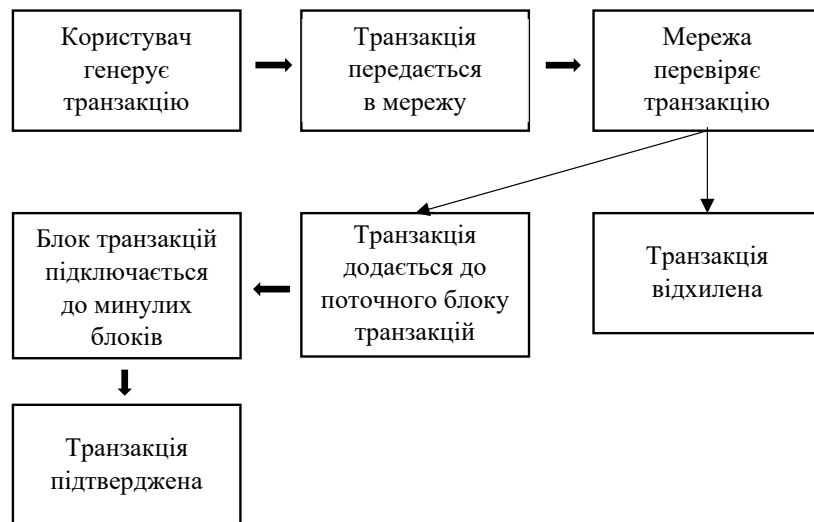 Користувач
генерує
транзакцію
Транзакція
передається
в мережу
Мережа
перевіряє
транзакцію
Блок транзакцій
підключається
до минулих
блоків
Транзакція
додається до
поточного блоку
транзакцій
Транзакція
відхилена
Транзакція
підтверджена